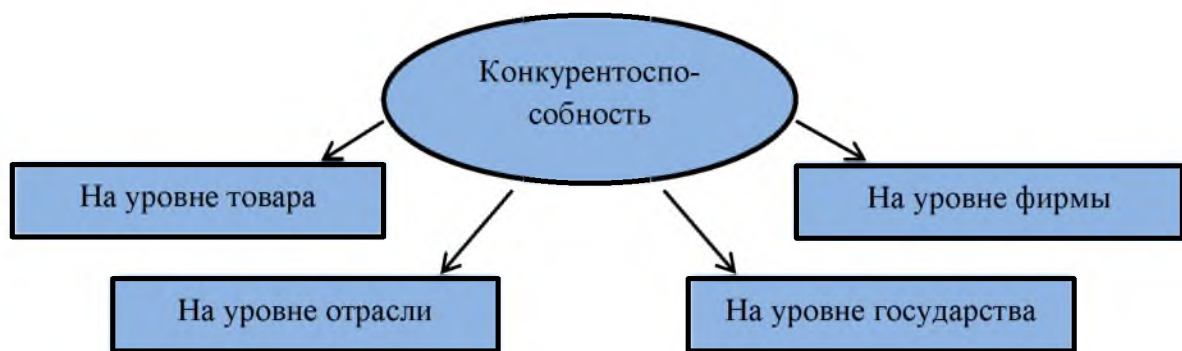 Конкурентоспо-
собность
На уровне товара
На уровне фирмы
На уровне отрасли
На уровне государства